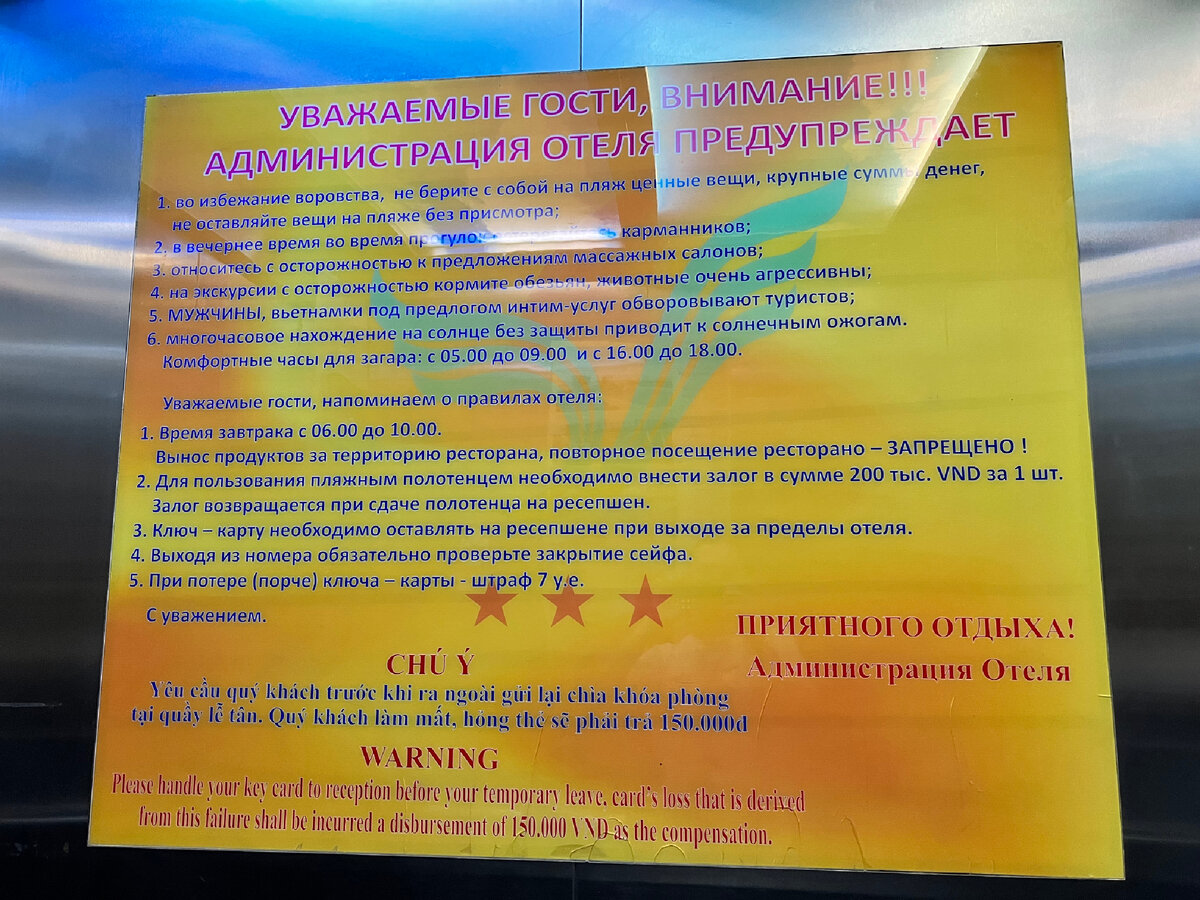 УВАЖАЕМЫЕ ГОСТИ, ВНИМАНИЕ!!!
АДМИНИСТРАЦИЯ ОТЕЛЯ ПРЕДУПРЕЖДАЕТ
1. во избежание воровства, не берите с собой на пляж ценные вещи, крупные суммы денег,
не оставляйте вещи на пляже без присмотра;
2. в вечернее время во время прогулок карманников;
3. относитесь с осторожностью к предложениям массажных салонов;
4. на экскурсии с осторожностью кормите обезьян, животные очень агрессивны;
5. МУЖЧИНЫ, вьетнамки под предлогом интим-услуг обворовывают туристов;
6. многочасовое нахождение на солнце без защиты приводит к солнечным ожогам.
Комфортные часы для загара: с 05.00 до 09.00 и с 16.00 до 18.00.
Уважаемые гости, напоминаем о правилах отеля:
1. Время завтрака с 06.00 до 10.00.
Вынос продуктов за территорию ресторана, повторное посещение ресторано – ЗАПРЕЩЕНО !
2. Для пользования пляжным полотенцем необходимо внести залог в сумме 200 тыс. VND за 1 шт.
Залог возвращается при сдаче полотенца на ресепшен.
3. Ключ – карту необходимо оставлять на ресепшене при выходе за пределы отеля.
4. Выходя из номера обязательно проверьте закрытие сейфа.
5. При потере (порче) ключа – карты - штраф 7 у.е.
С уважением.
ПРИЯТНОГО ОТДЫХА!
Администрация Отеля
CHÚ Ý
Yêu cầu quý khách trước khi ra ngoài gửi lại chìa khóa phòng
tại quầy lễ tân. Quý khách làm mất, hỏng thẻ sẽ phải trả 150.000đ
WARNING
Please handle your key card to reception before your temporary leave, card's loss that is derived
from this failure shall be incurred a disbursement of 150.000 VND as the compensation.